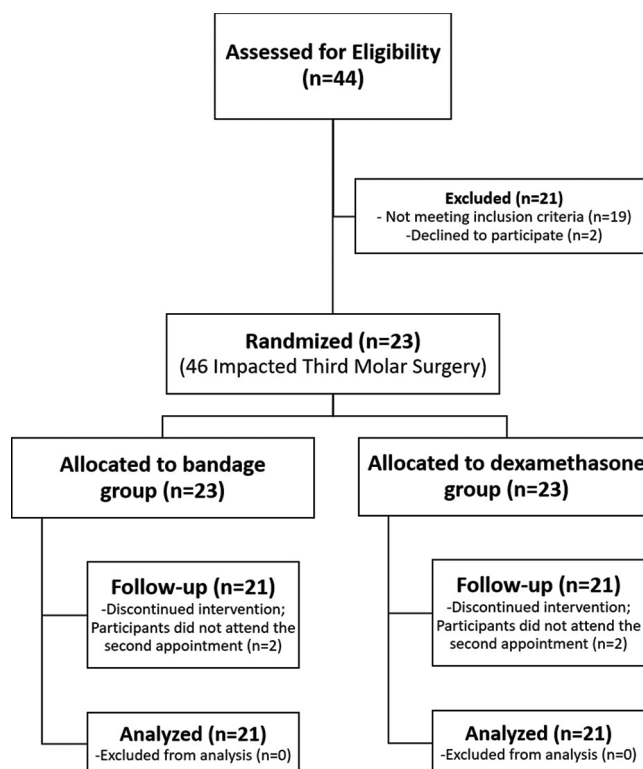 Assessed for Eligibility
(n=44)
Excluded (n=21)
- Not meeting inclusion criteria (n=19)
-Declined to participate (n=2)
Randmized (n=23)
(46 Impacted Third Molar Surgery)
Allocated to bandage
group (n=23)
Allocated to dexamethasone
group (n=23)
Follow-up (n=21)
-Discontinued intervention;
Participants did not attend the
second appointment (n=2)
Follow-up (n=21)
-Discontinued intervention;
Participants did not attend the
second appointment (n=2)
Analyzed (n=21)
-Excluded from analysis (n=0)
Analyzed (n=21)
-Excluded from analysis (n=0)